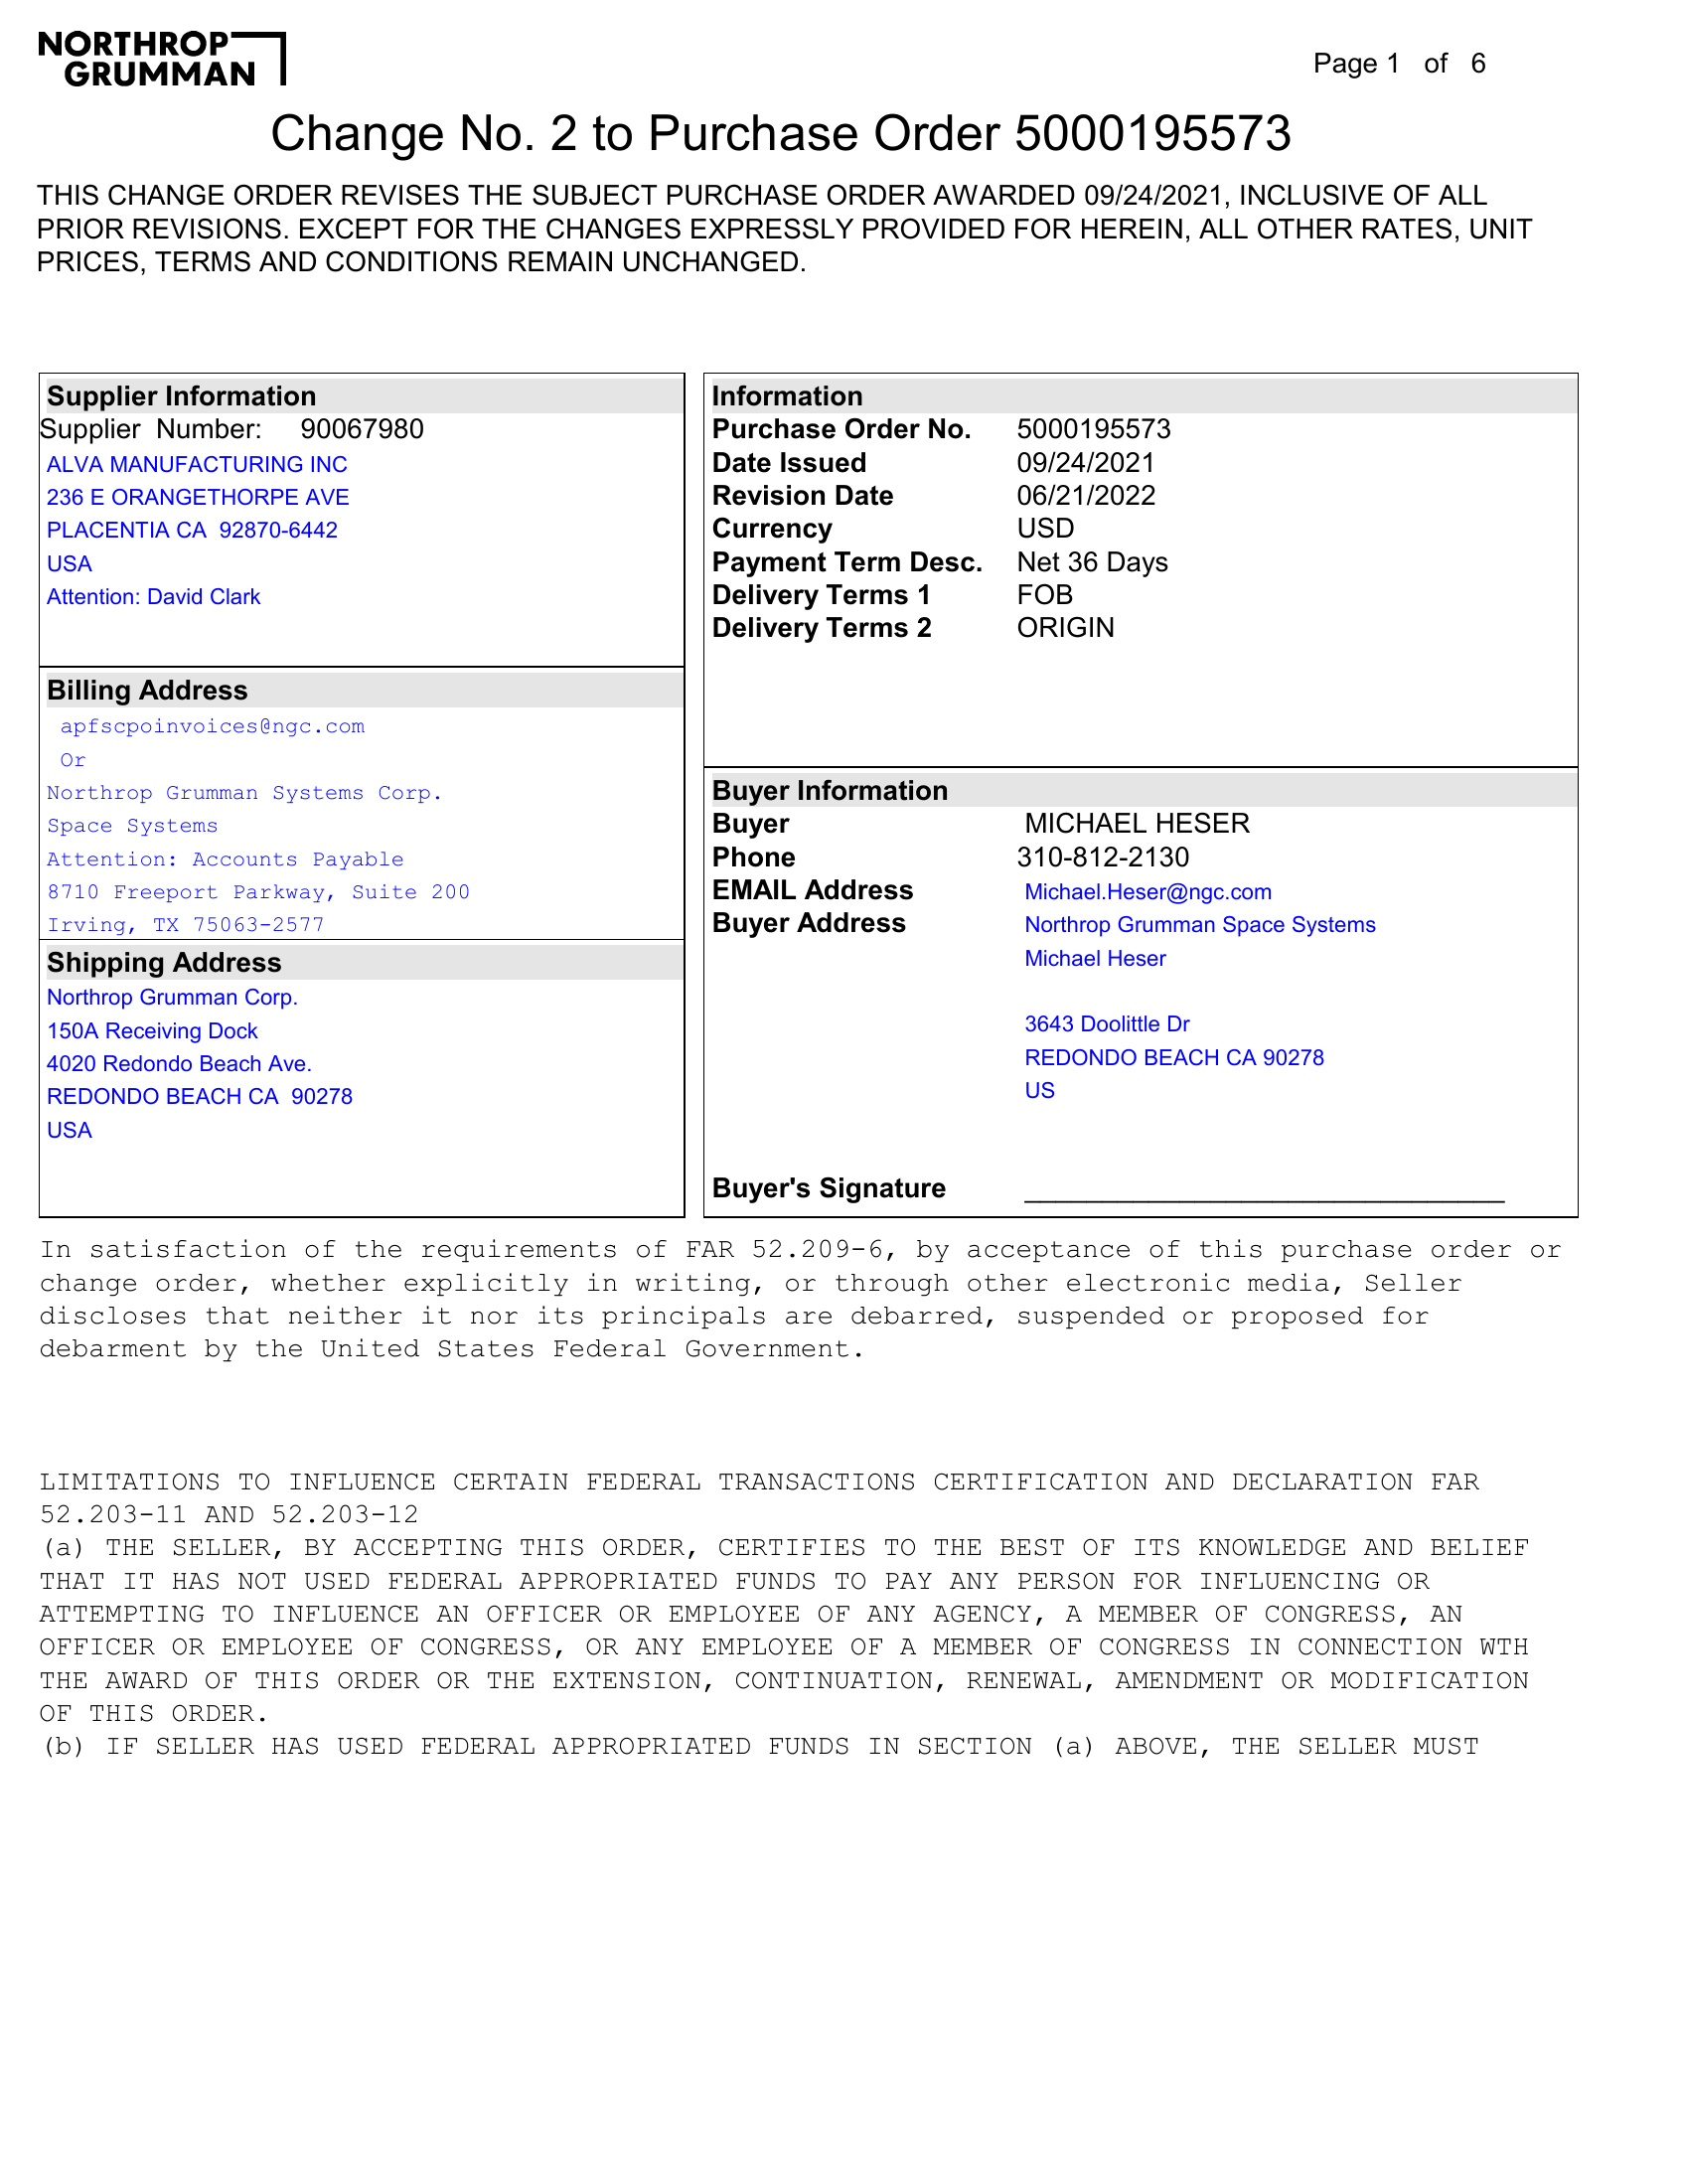 NORTHROP
GRUMMAN
Page 1 of 6
Change No. 2 to Purchase Order 5000195573
THIS CHANGE ORDER REVISES THE SUBJECT PURCHASE ORDER AWARDED 09/24/2021, INCLUSIVE OF ALL
PRIOR REVISIONS. EXCEPT FOR THE CHANGES EXPRESSLY PROVIDED FOR HEREIN, ALL OTHER RATES, UNIT
PRICES, TERMS AND CONDITIONS REMAIN UNCHANGED.
Supplier Information
Supplier Number: 90067980
ALVA MANUFACTURING INC
236 E ORANGETHORPE AVE
PLACENTIA CA 92870-6442
USA
Attention: David Clark
Billing Address
apfscpoinvoices@ngc.com
Or
Northrop Grumman Systems Corp.
Space Systems
Attention: Accounts Payable
8710 Freeport Parkway, Suite 200
Irving, TX 75063-2577
Shipping Address
Northrop Grumman Corp.
150A Receiving Dock
4020 Redondo Beach Ave.
REDONDO BEACH CA 90278
USA
Information
Purchase Order No. 5000195573
Date Issued 09/24/2021
Revision Date 06/21/2022
Currency USD
Payment Term Desc. Net 36 Days
Delivery Terms 1 FOB
Delivery Terms 2 ORIGIN
Buyer Information
Buyer MICHAEL HESER
Phone 310-812-2130
EMAIL Address Michael.Heser@ngc.com
Buyer Address Northrop Grumman Space Systems
Michael Heser
3643 Doolittle Dr
REDONDO BEACH CA 90278
US
Buyer's Signature
In satisfaction of the requirements of FAR 52.209-6, by acceptance of this purchase order or
change order, whether explicitly in writing, or through other electronic media, Seller
discloses that neither it nor its principals are debarred, suspended or proposed for
debarment by the United States Federal Government.
LIMITATIONS TO INFLUENCE CERTAIN FEDERAL TRANSACTIONS CERTIFICATION AND DECLARATION FAR
52.203-11 AND 52.203-12
(a) THE SELLER, BY ACCEPTING THIS ORDER, CERTIFIES TO THE BEST OF ITS KNOWLEDGE AND BELIEF
THAT IT HAS NOT USED FEDERAL APPROPRIATED FUNDS TO PAY ANY PERSON FOR INFLUENCING OR
ATTEMPTING TO INFLUENCE AN OFFICER OR EMPLOYEE OF ANY AGENCY, A MEMBER OF CONGRESS, AN
OFFICER OR EMPLOYEE OF CONGRESS, OR ANY EMPLOYEE OF A MEMBER OF CONGRESS IN CONNECTION WTH
THE AWARD OF THIS ORDER OR THE EXTENSION, CONTINUATION, RENEWAL, AMENDMENT OR MODIFICATION
OF THIS ORDER.
(b) IF SELLER HAS USED FEDERAL APPROPRIATED FUNDS IN SECTION (a) ABOVE, THE SELLER MUST